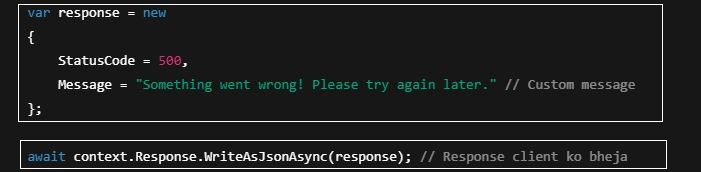 var response = new
{
    StatusCode = 500,
    Message = "Something went wrong! Please try again later." // Custom message
};
await context.Response.WriteAsJsonAsync(response); // Response client ko bheja